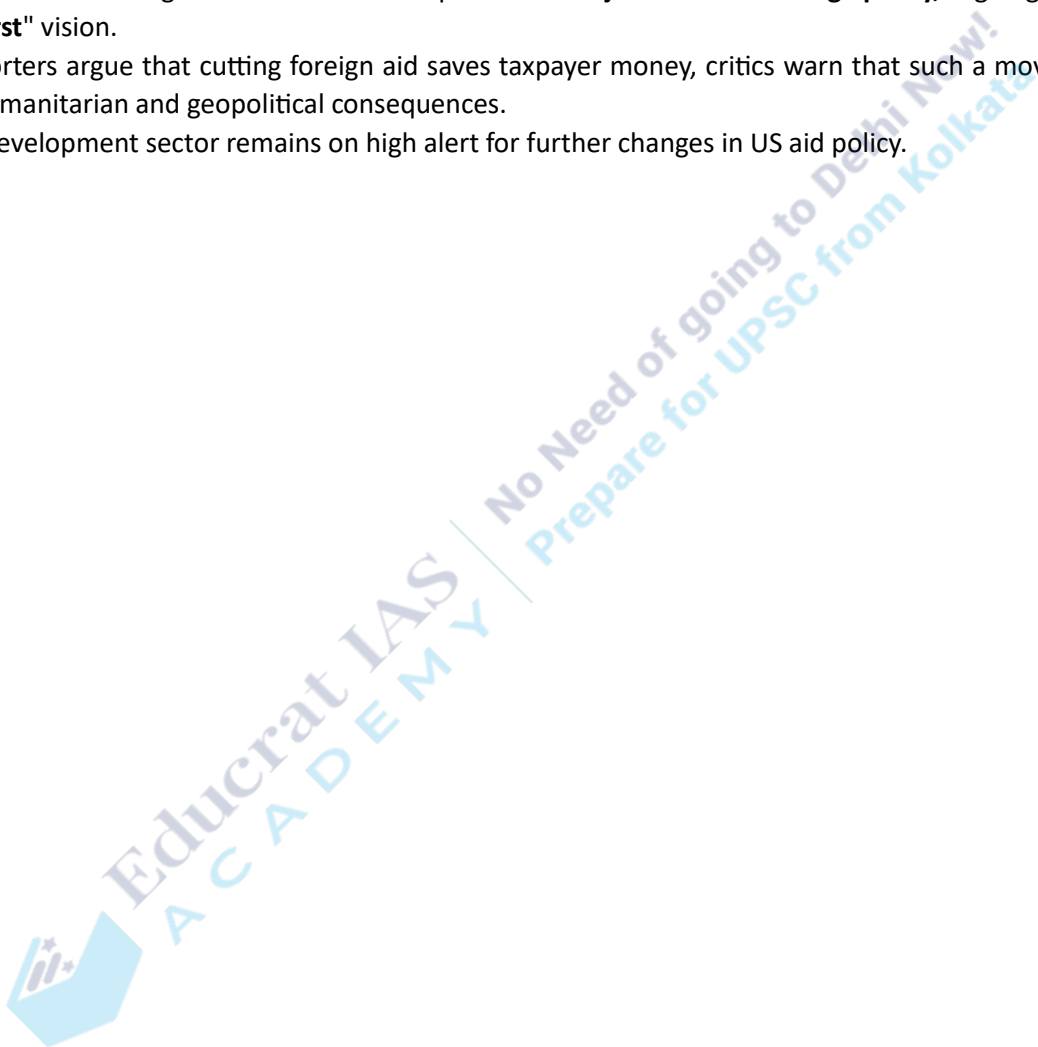 rst" vision.
rters argue that cutting foreign aid saves taxpayer money, critics warn that such a mov
manitarian and geopolitical consequences.
evelopment sector remains on high alert for further changes in US aid policy.
No Need of going to Delhi Now!
Prepare for UPSC from Kolkata
Educrat IAS
ACADEMY